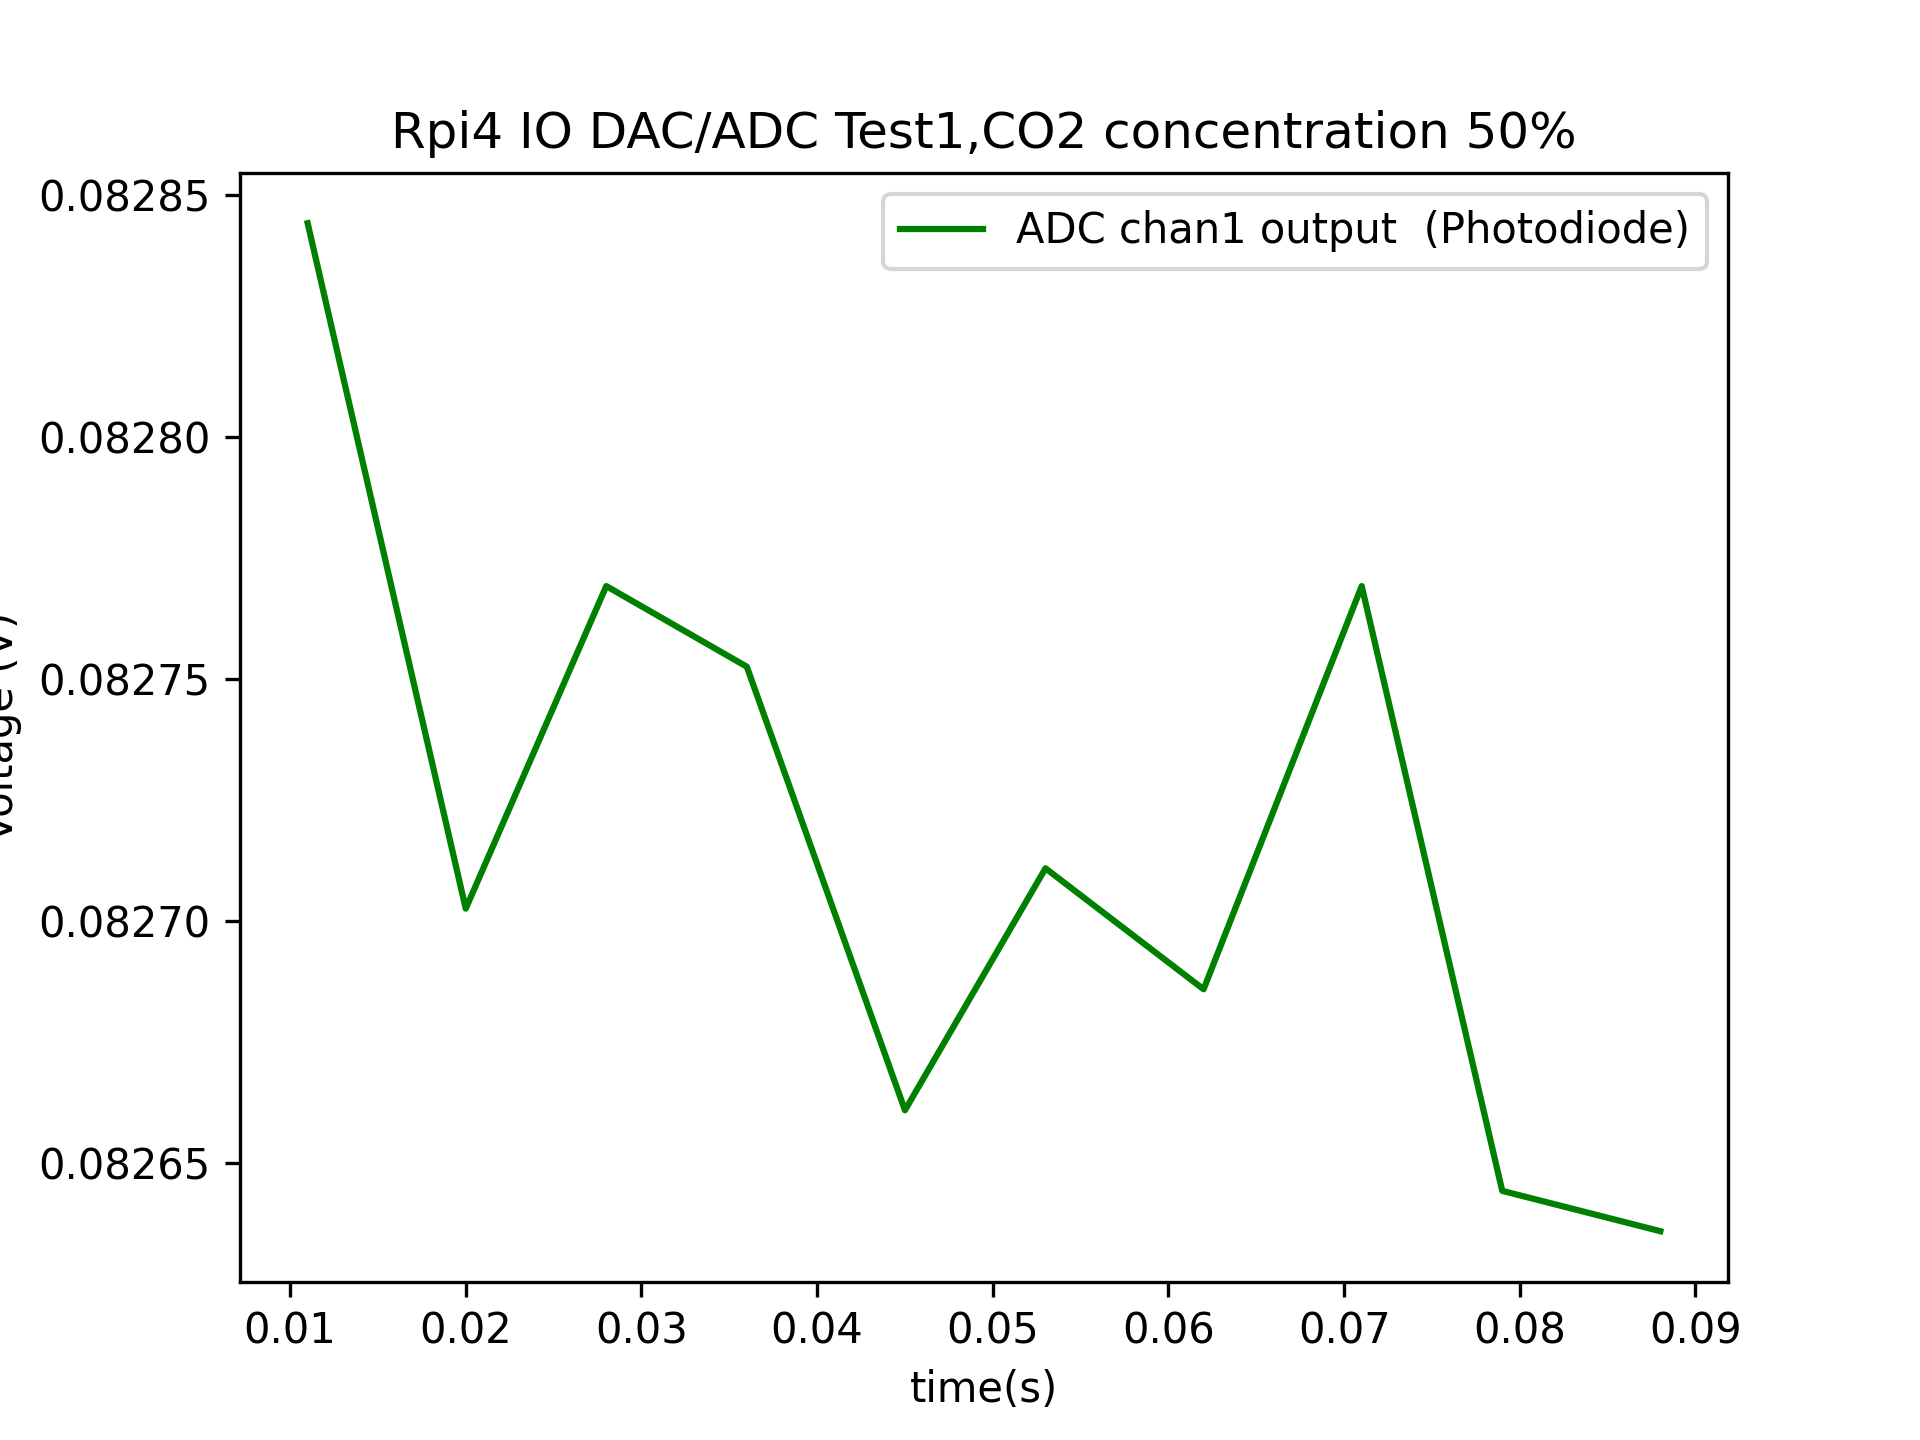 Rpi4 IO DAC/ADC Test1,CO2 concentration 50%
ADC chan1 output  (Photodiode)
0.08285
0.08280
0.08275
0.08270
0.08265
voltage (V)
0.01 0.02 0.03 0.04 0.05 0.06 0.07 0.08 0.09
time(s)